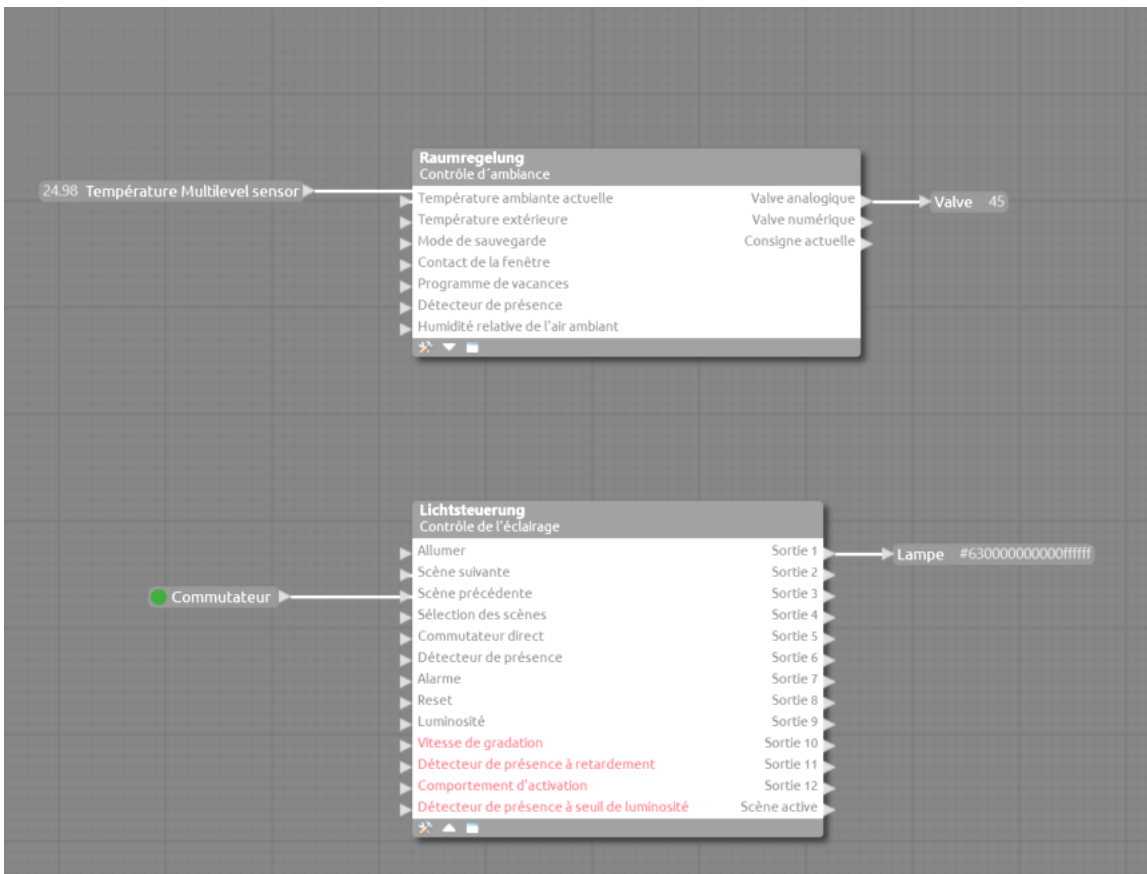 Raumregelung
Contrôle d´ambiance
24.98 Température Multilevel sensor
Température ambiante actuelle Valve analogique
Valve 45
Température extérieure Valve numérique
Mode de sauvegarde Consigne actuelle
Contact de la fenêtre
Programme de vacances
Détecteur de présence
Humidité relative de l'air ambiant
Lichtsteuerung
Contrôle de l'éclairage
Allumer Sortie 1
Lampe #630000000000ffffff
Scène suivante Sortie 2
Commutateur
Scène précédente Sortie 3
Sélection des scènes Sortie 4
Commutateur direct Sortie 5
Détecteur de présence Sortie 6
Alarme Sortie 7
Reset Sortie 8
Luminosité Sortie 9
Vitesse de gradation Sortie 10
Détecteur de présence à retardement Sortie 11
Comportement d'activation Sortie 12
Détecteur de présence à seuil de luminosité Scène active